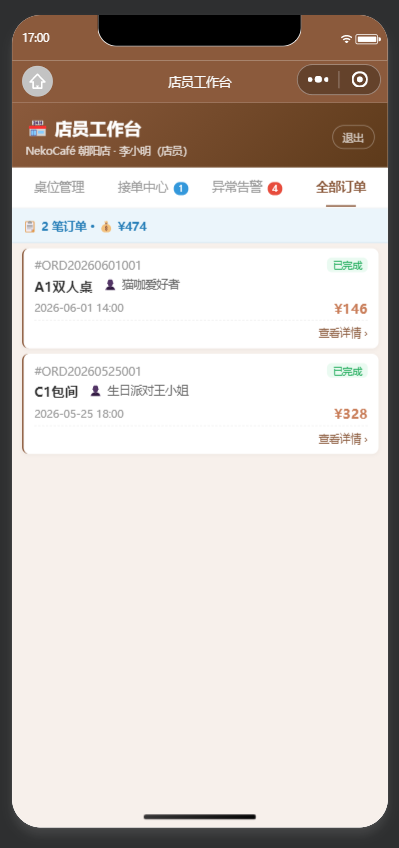 17:00
店员工作台
店员工作台
NekoCafé 朝阳店 · 李小明（店员）
退出
桌位管理 接单中心 1 异常告警 4 全部订单
2 笔订单 • ¥474
#ORD20260601001 已完成
A1双人桌 猫咖爱好者
2026-06-01 14:00 ¥146
查看详情 ›
#ORD20260525001 已完成
C1包间 生日派对王小姐
2026-05-25 18:00 ¥328
查看详情 ›